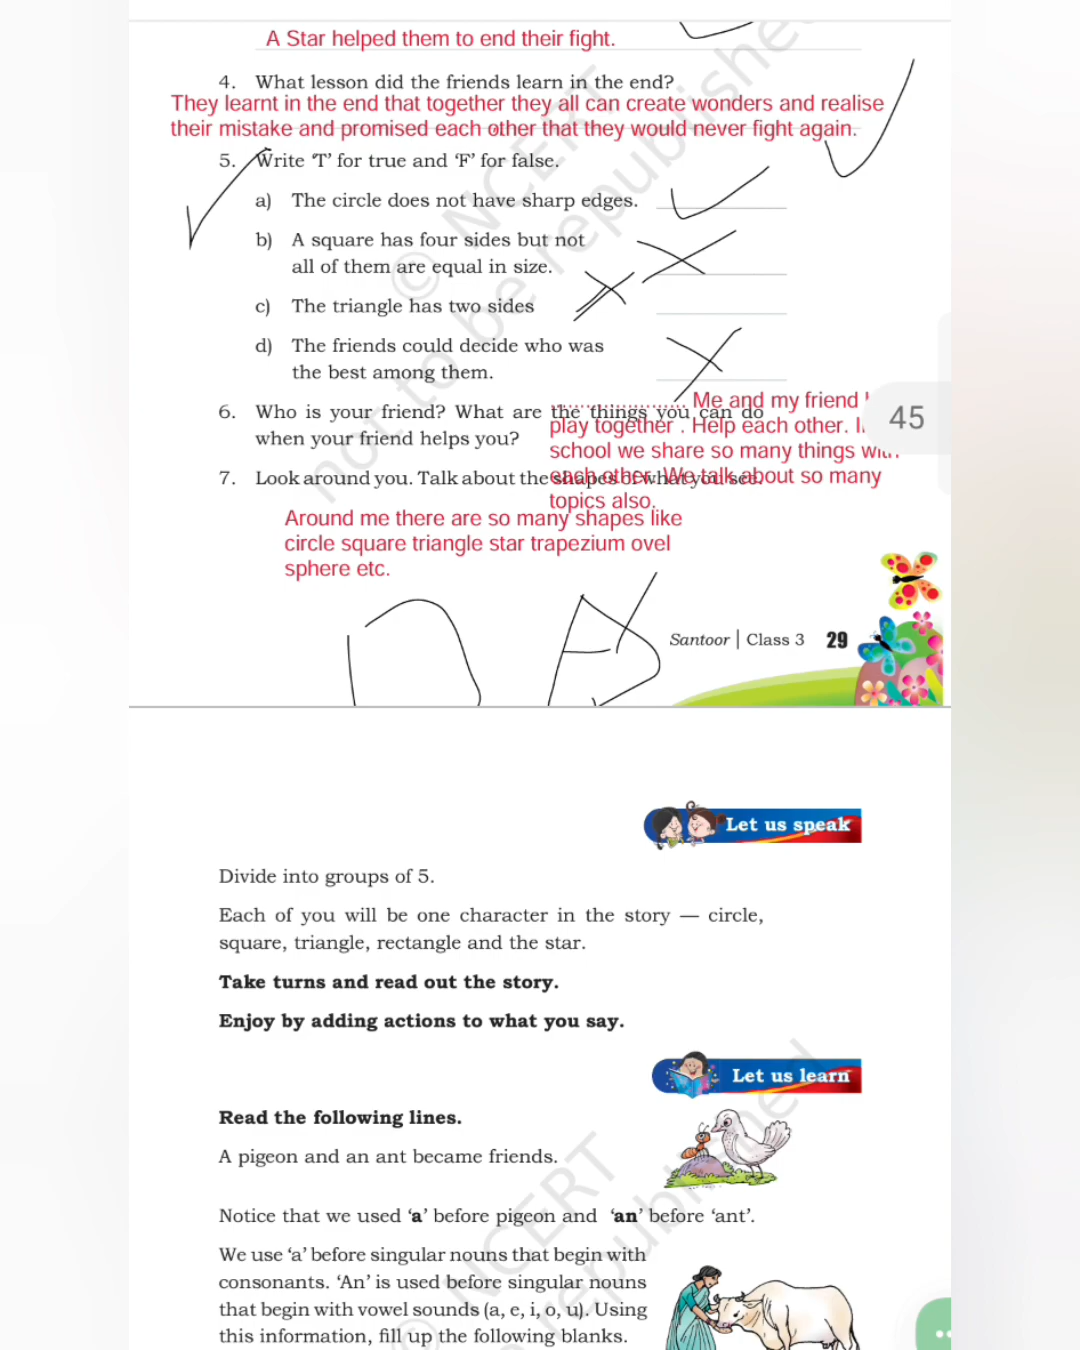 A Star helped them to end their fight.
4. What lesson did the friends learn in the end?
They learnt in the end that together they all can create wonders and realise
their mistake and promised each other that they would never fight again.
5. Write ‘T’ for true and ‘F’ for false.
a) The circle does not have sharp edges.
b) A square has four sides but not
all of them are equal in size.
c) The triangle has two sides
d) The friends could decide who was
the best among them.
6. Who is your friend? What are the things you can do
when your friend helps you?
Me and my friend
play together . Help each other.
school we share so many things
each other. We talk about so many
topics also.
45
7. Look around you. Talk about the shapes of what you see.
Around me there are so many shapes like
circle square triangle star trapezium ovel
sphere etc.
Santoor | Class 3 29
Let us speak
Divide into groups of 5.
Each of you will be one character in the story — circle,
square, triangle, rectangle and the star.
Take turns and read out the story.
Enjoy by adding actions to what you say.
Let us learn
Read the following lines.
A pigeon and an ant became friends.
Notice that we used ‘a’ before pigeon and ‘an’ before ‘ant’.
We use ‘a’ before singular nouns that begin with
consonants. ‘An’ is used before singular nouns
that begin with vowel sounds (a, e, i, o, u). Using
this information, fill up the following blanks.
© NCERT
not to be republished
© NCERT
republished